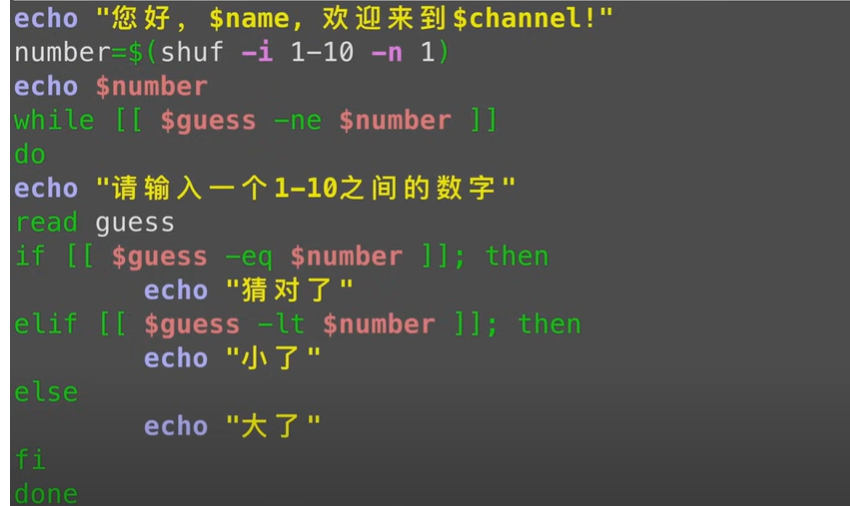 echo "您好, $name, 欢迎来到$channel!"
number=$(shuf -i 1-10 -n 1)
echo $number
while [[ $guess -ne $number ]]
do
echo "请输入一个1-10之间的数字"
read guess
if [[ $guess -eq $number ]]; then
        echo "猜对了"
elif [[ $guess -lt $number ]]; then
        echo "小了"
else
        echo "大了"
fi
done